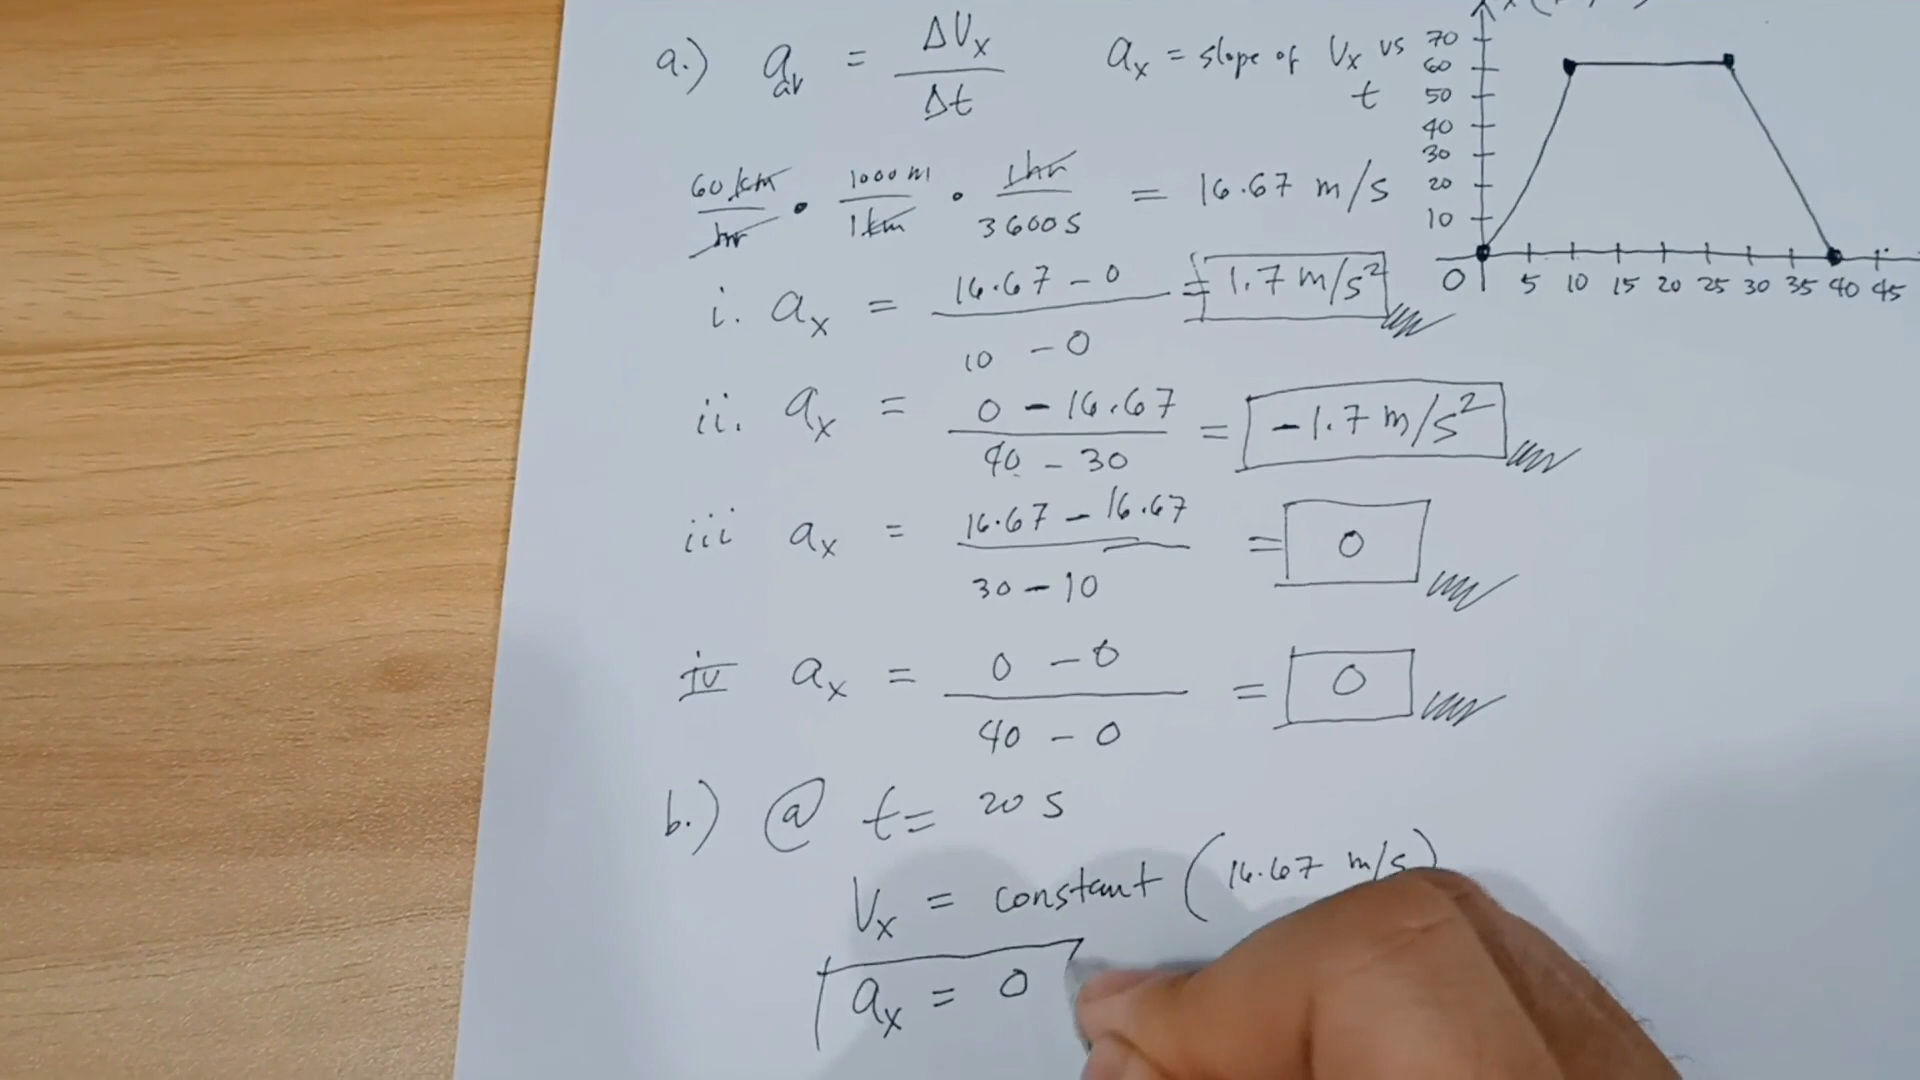 a.) a_av = ΔVx / Δt    ax = slope of Vx vs t
60 km / hr • 1000 m / 1 km • 1 hr / 3600 s = 16.67 m/s
i. ax = 16.67 - 0 / 10 - 0 = 1.7 m/s²
ii. ax = 0 - 16.67 / 40 - 30 = -1.7 m/s²
iii ax = 16.67 - 16.67 / 30 - 10 = 0
iv ax = 0 - 0 / 40 - 0 = 0
b.) @ t = 20 s
Vx = constant (16.67 m/s)
ax = 0
70
60
50
40
30
20
10
0 5 10 15 20 25 30 35 40 45